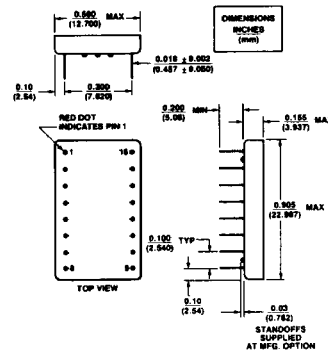 0.500 MAX
(12.700)
DIMENSIONS
INCHES
(mm)
0.018 ± 0.002
(0.457 ± 0.050)
0.10
(2.54)
0.300
(7.620)
RED DOT
INDICATES PIN 1
0.200 MIN
(5.08)
0.155 MA
(3.937)
1
16
0.905 MAX
(22.987)
0.100 TYP
(2.540)
8
9
TOP VIEW
0.10
(2.54)
0.03
(0.762)
STANDOFFS
SUPPLIED
AT MFG. OPTION